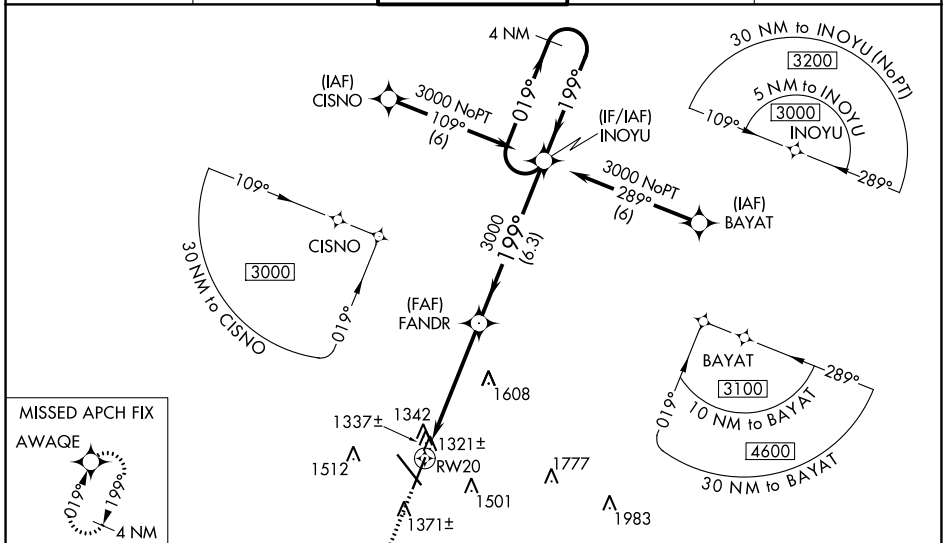 4 NM
019°
199°
(IAF)
CISNO
3000 NoPT
109°
(6)
(IF/IAF)
INOYU
30 NM to INOYU (NoPT)
3200
5 NM to INOYU
3000
109°
INOYU
289°
3000 NoPT
289°
(6)
(IAF)
BAYAT
109°
CISNO
3000
30 NM to CISNO
019°
3000
199°
(6.3)
(FAF)
FANDR
BAYAT
289°
3100
10 NM to BAYAT
019°
4600
30 NM to BAYAT
1608
1342
1337±
1321±
RW20
1512
1501
1777
1983
1371±
MISSED APCH FIX
AWAQE
019°
199°
4 NM